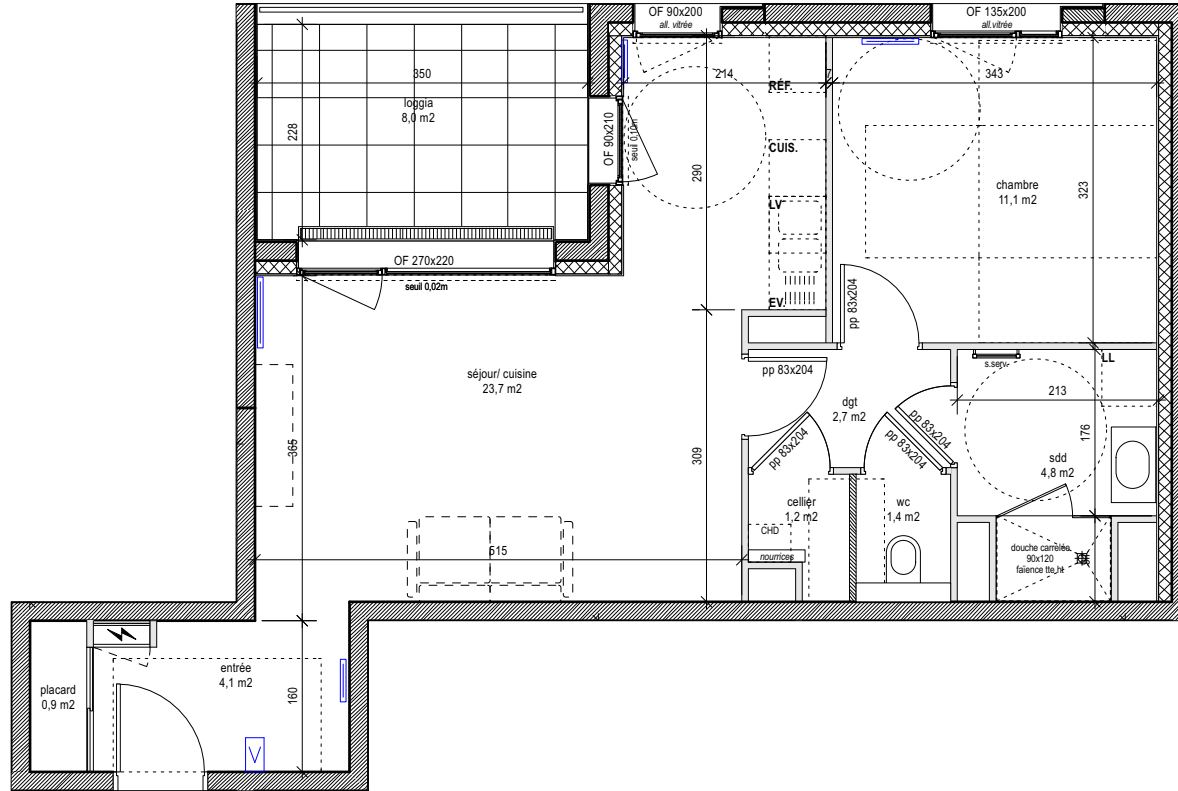 OF 90x200
all. vitrée
OF 135x200
all.vitrée
350
loggia
8,0 m2
228
OF 90x210
seuil 0,10m
214
7
343
RÉF.
CUIS.
LV
EV.
290
chambre
11,1 m2
323
OF 270x220
seuil 0,02m
pp 83x204
séjour/ cuisine
23,7 m2
pp 83x204
dgt
2,7 m2
s.serv.
LL
213
176
pp 83x204
pp 83x204
pp 83x204
sdd
4,8 m2
365
309
cellier
1,2 m2
wc
1,4 m2
CHD
nourrices
douche carrelée
90x120
faïence tte ht
515
entrée
4,1 m2
placard
0,9 m2
160
V